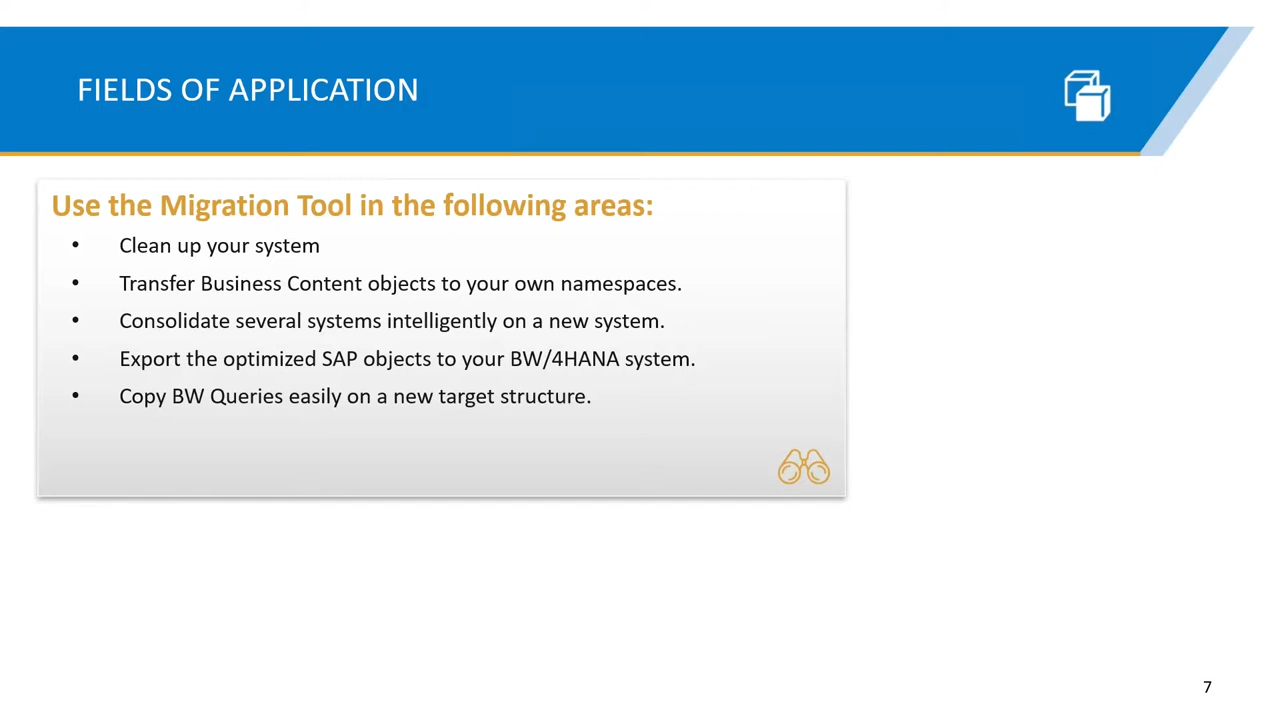 FIELDS OF APPLICATION
Use the Migration Tool in the following areas:
• Clean up your system
• Transfer Business Content objects to your own namespaces.
• Consolidate several systems intelligently on a new system.
• Export the optimized SAP objects to your BW/4HANA system.
• Copy BW Queries easily on a new target structure.
7